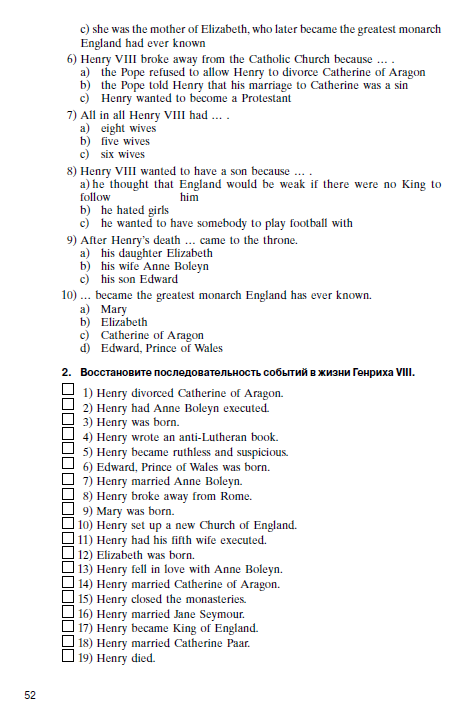 c) she was the mother of Elizabeth, who later became the greatest monarch
England had ever known
6) Henry VIII broke away from the Catholic Church because ... .
a) the Pope refused to allow Henry to divorce Catherine of Aragon
b) the Pope told Henry that his marriage to Catherine was a sin
c) Henry wanted to become a Protestant
7) All in all Henry VIII had ... .
a) eight wives
b) five wives
c) six wives
8) Henry VIII wanted to have a son because ... .
a) he thought that England would be weak if there were no King to
follow him
b) he hated girls
c) he wanted to have somebody to play football with
9) After Henry's death ... came to the throne.
a) his daughter Elizabeth
b) his wife Anne Boleyn
c) his son Edward
10) ... became the greatest monarch England has ever known.
a) Mary
b) Elizabeth
c) Catherine of Aragon
d) Edward, Prince of Wales
2. Восстановите последовательность событий в жизни Генриха VIII.
1) Henry divorced Catherine of Aragon.
2) Henry had Anne Boleyn executed.
3) Henry was born.
4) Henry wrote an anti-Lutheran book.
5) Henry became ruthless and suspicious.
6) Edward, Prince of Wales was born.
7) Henry married Anne Boleyn.
8) Henry broke away from Rome.
9) Mary was born.
10) Henry set up a new Church of England.
11) Henry had his fifth wife executed.
12) Elizabeth was born.
13) Henry fell in love with Anne Boleyn.
14) Henry married Catherine of Aragon.
15) Henry closed the monasteries.
16) Henry married Jane Seymour.
17) Henry became King of England.
18) Henry married Catherine Paar.
19) Henry died.
52